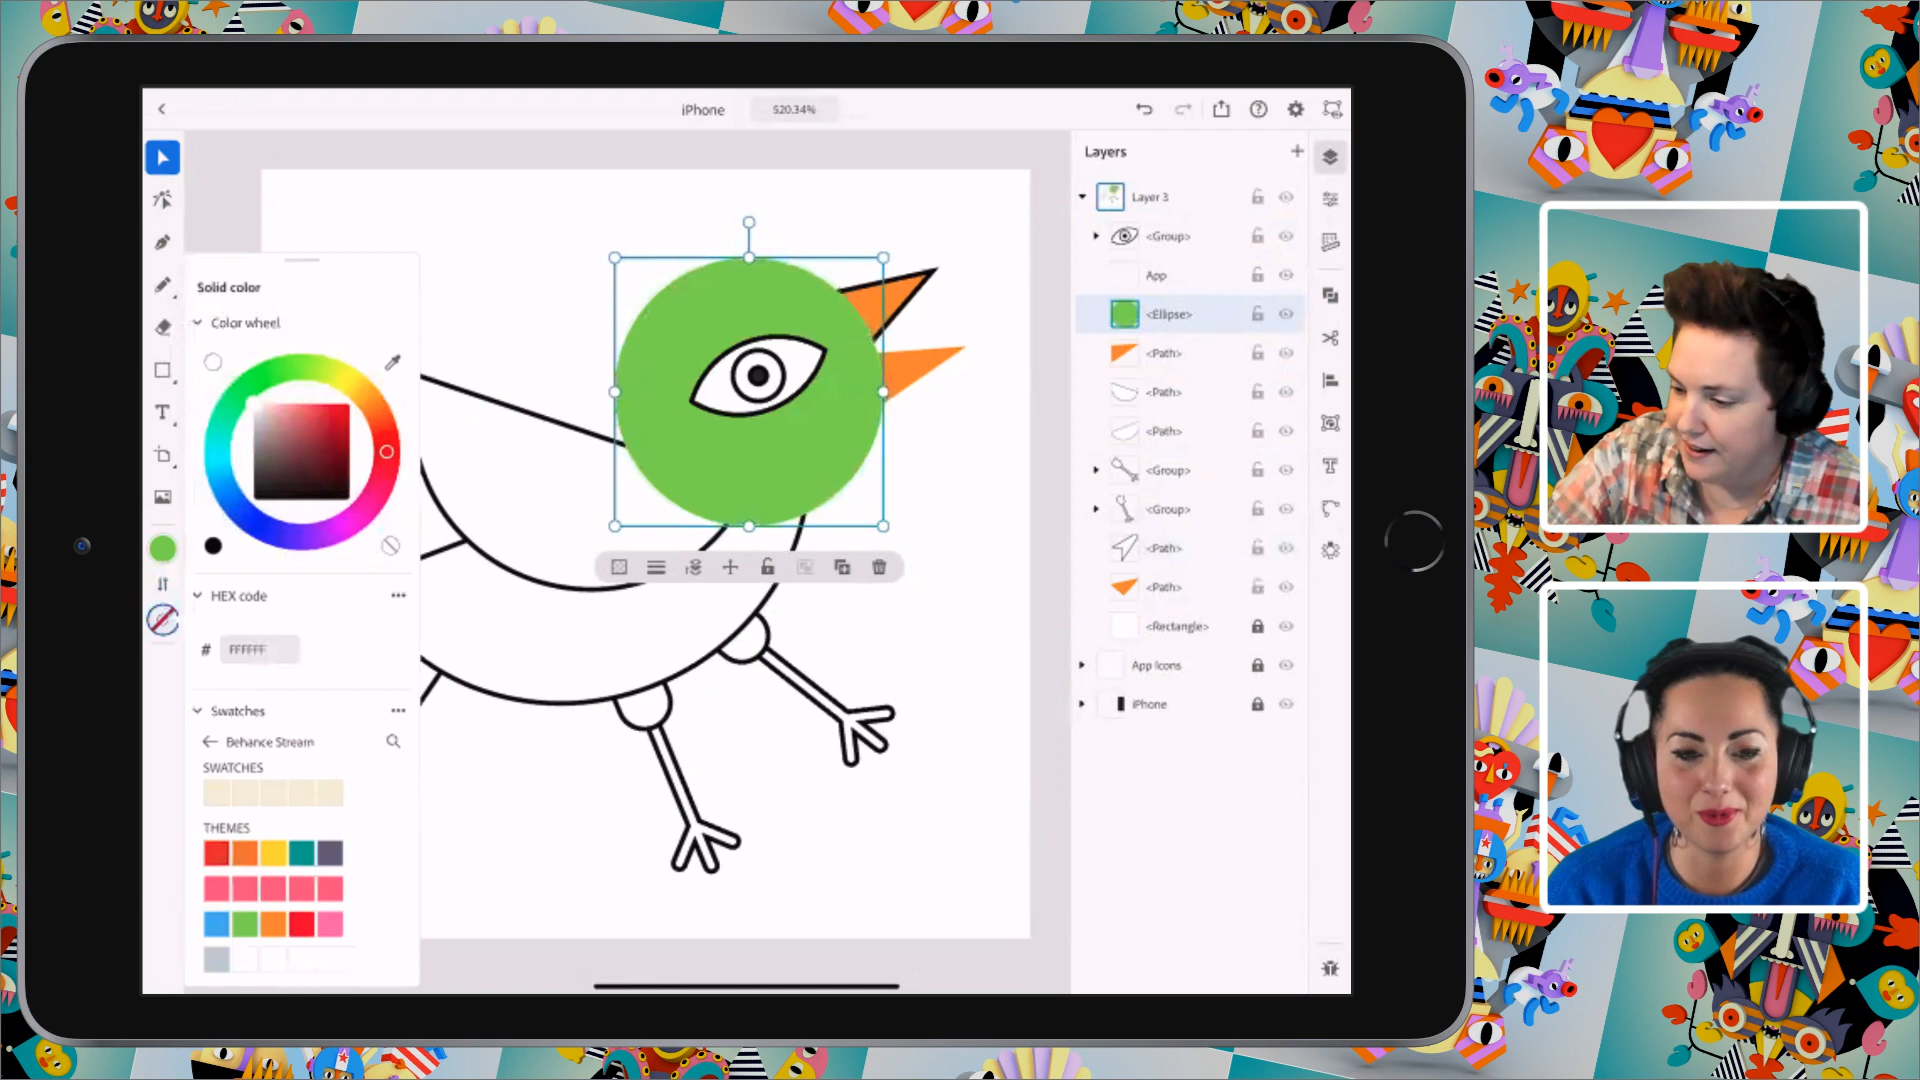 iPhone
520.34%
Layers
Layer 3
<Group>
App
<Ellipse>
<Path>
<Path>
<Path>
<Group>
<Group>
<Path>
<Path>
<Rectangle>
App Icons
iPhone
Solid color
Color wheel
HEX code
# FFFFFF
Swatches
Behance Stream
SWATCHES
THEMES